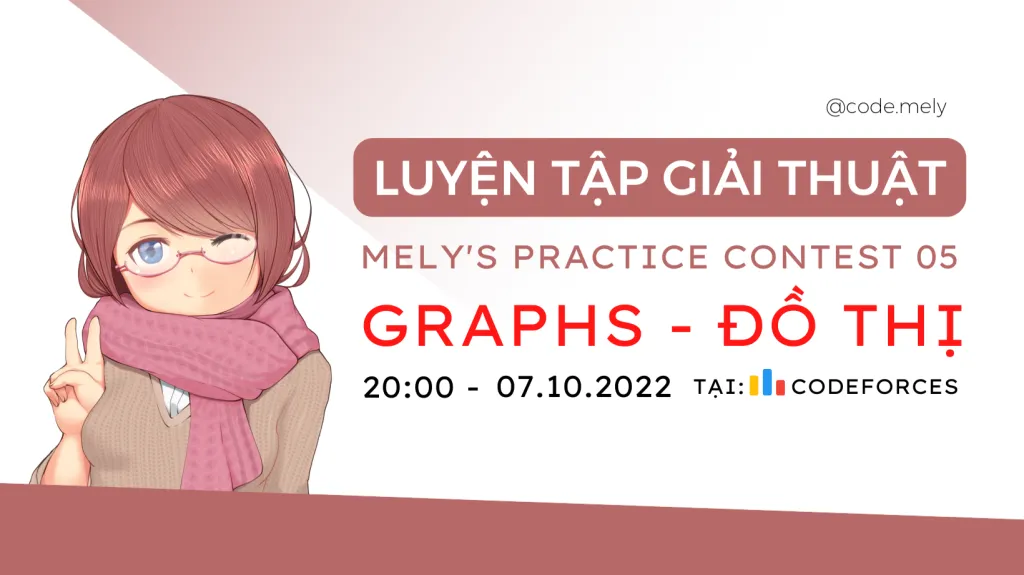 @code.mely
LUYỆN TẬP GIẢI THUẬT
MELY'S PRACTICE CONTEST 05
GRAPHS - ĐỒ THỊ
20:00 - 07.10.2022 TẠI: CODEFORCES